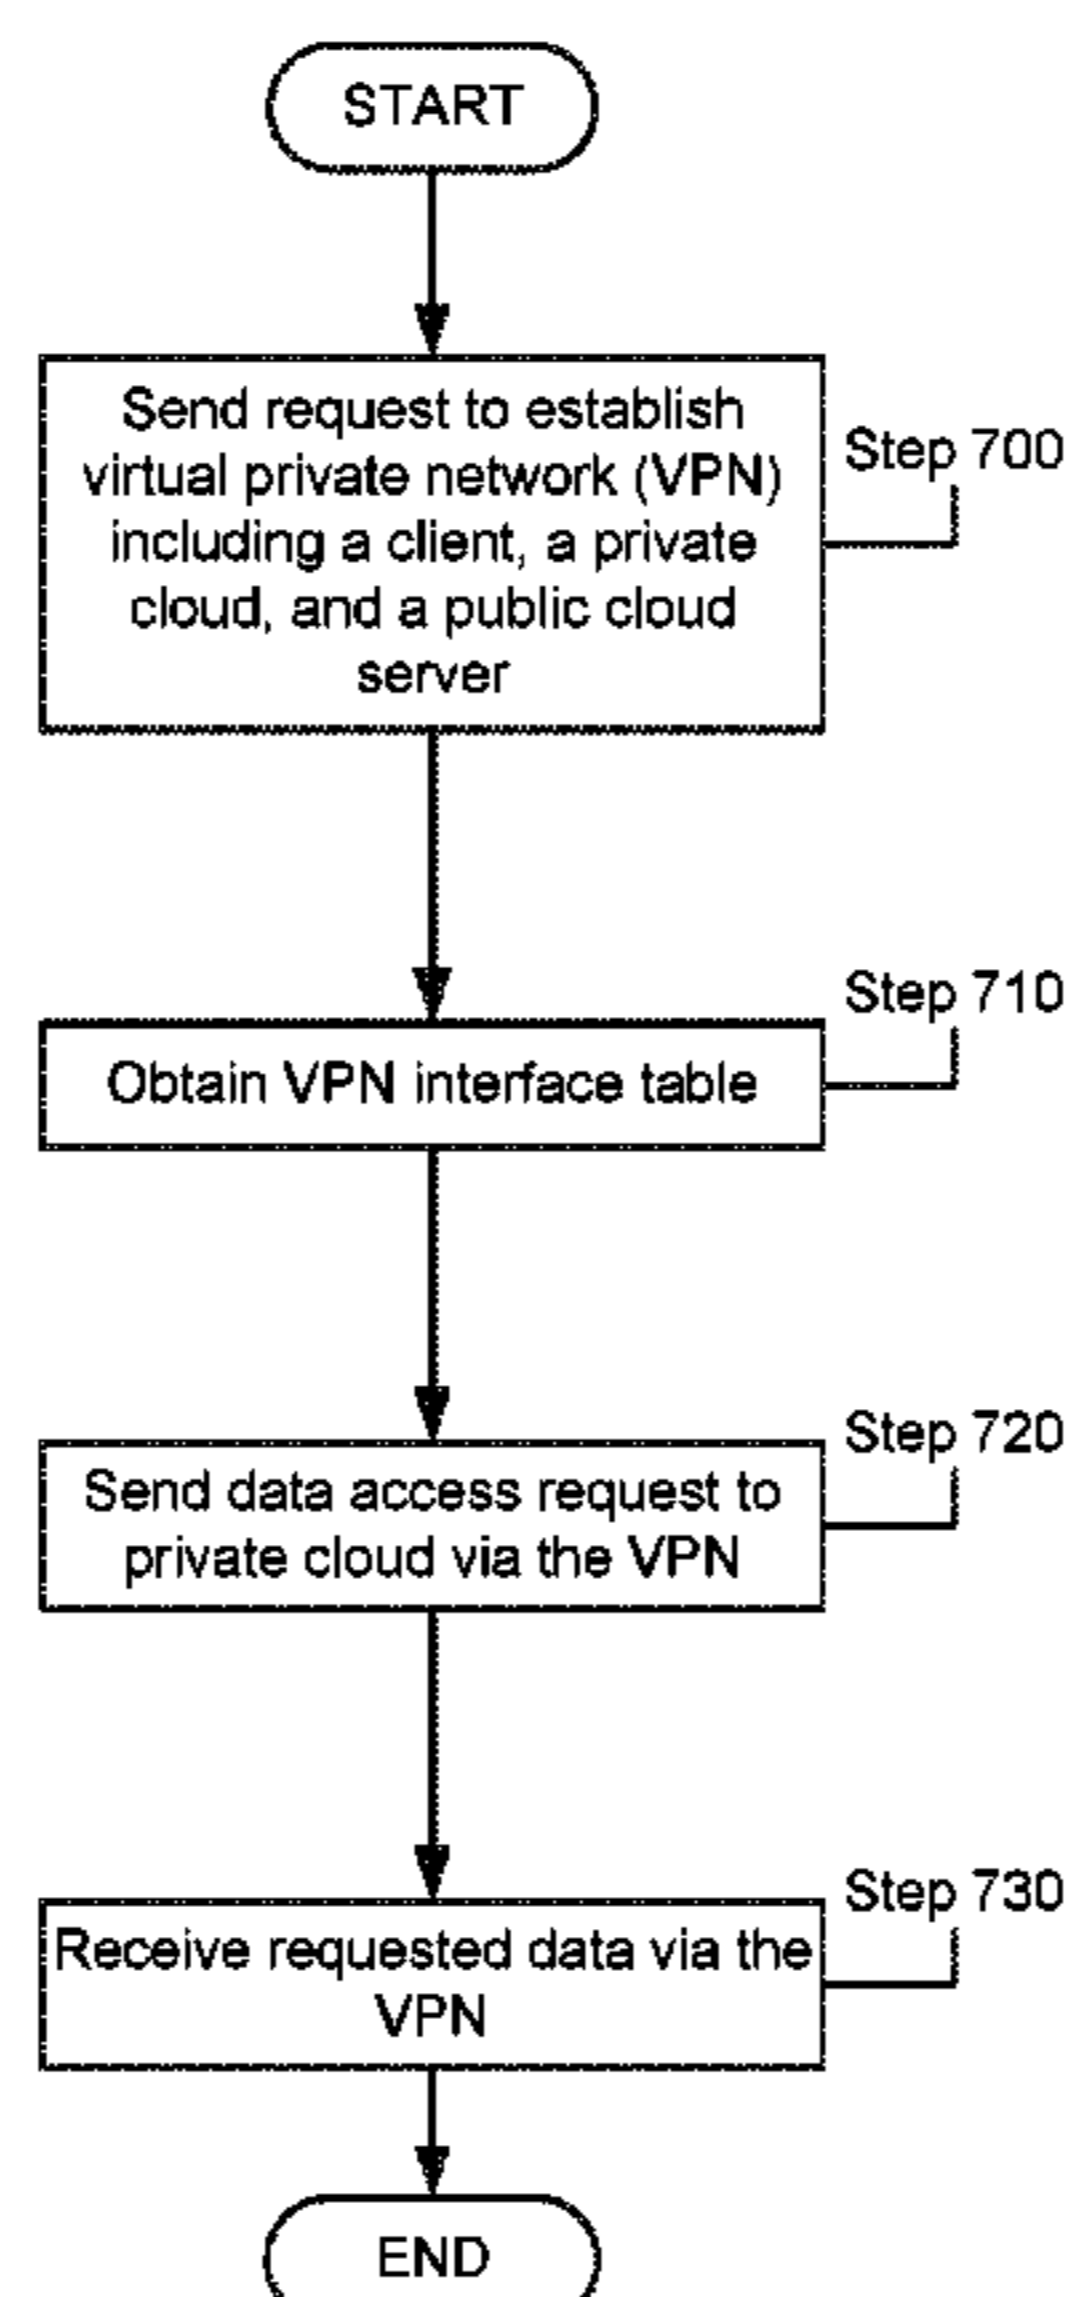 START
Send request to establish
virtual private network (VPN)
including a client, a private
cloud, and a public cloud
server
Step 700
Obtain VPN interface table
Step 710
Send data access request to
private cloud via the VPN
Step 720
Receive requested data via the
VPN
Step 730
END